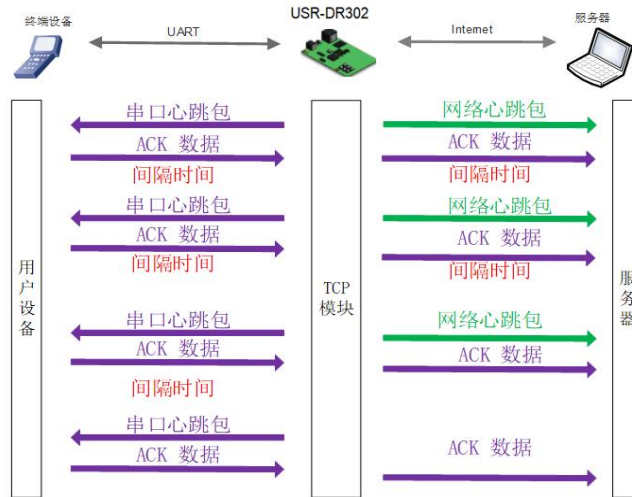 USR-DR302
终端设备
UART
Internet
服务器
串口心跳包
网络心跳包
ACK 数据
ACK 数据
间隔时间
间隔时间
串口心跳包
网络心跳包
ACK 数据
ACK 数据
间隔时间
间隔时间
用户设备
TCP
模块
服务器
串口心跳包
网络心跳包
ACK 数据
ACK 数据
间隔时间
串口心跳包
ACK 数据
ACK 数据